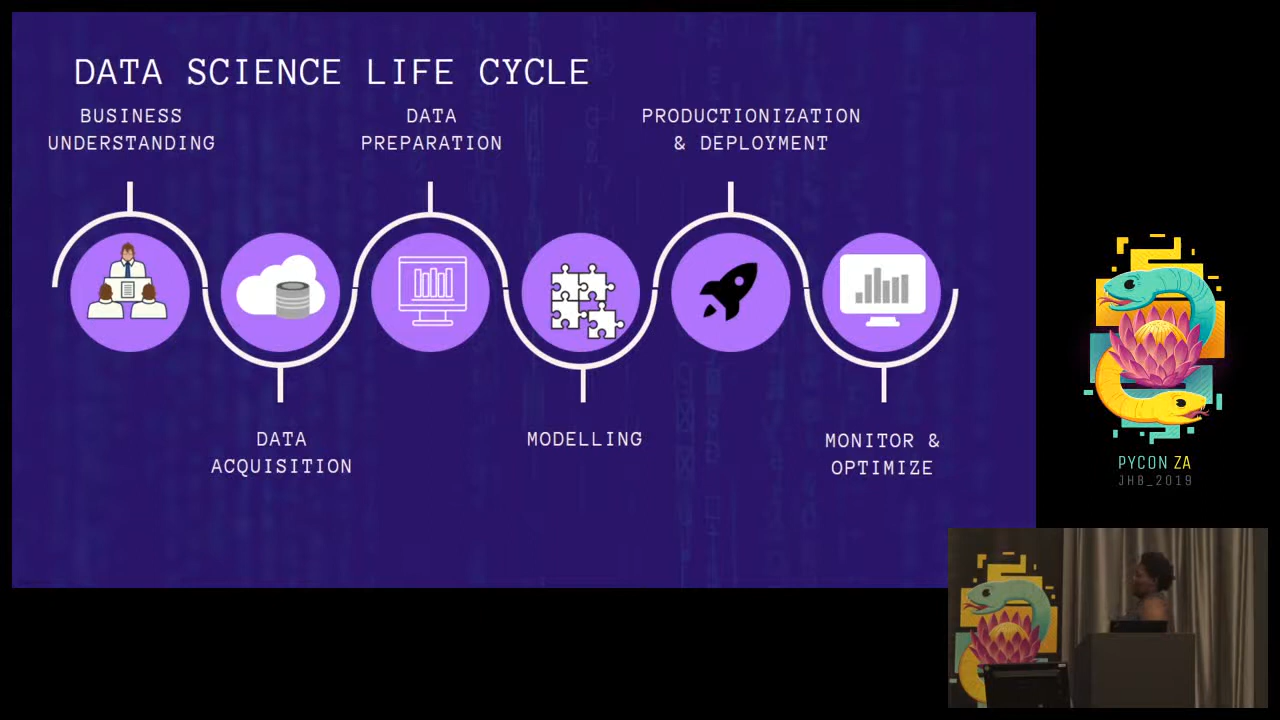 DATA SCIENCE LIFE CYCLE
BUSINESS
UNDERSTANDING
DATA
PREPARATION
PRODUCTIONIZATION
& DEPLOYMENT
DATA
ACQUISITION
MODELLING
MONITOR &
OPTIMIZE
PYCON ZA
JHB_2019